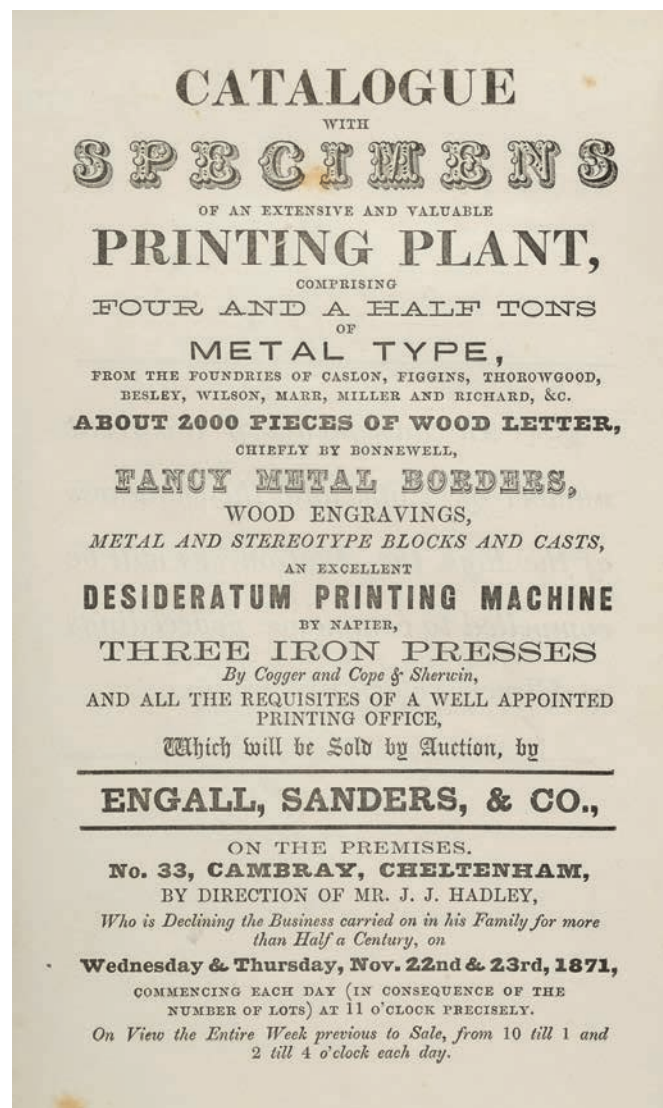 CATALOGUE
WITH
SPECIMENS
OF AN EXTENSIVE AND VALUABLE
PRINTING PLANT,
COMPRISING
FOUR AND A HALF TONS
OF
METAL TYPE,
FROM THE FOUNDRIES OF CASLON, FIGGINS, THOROWGOOD,
BESLEY, WILSON, MARR, MILLER AND RICHARD, &C.
ABOUT 2000 PIECES OF WOOD LETTER,
CHIEFLY BY BONNEWELL,
FANCY METAL BORDERS,
WOOD ENGRAVINGS,
METAL AND STEREOTYPE BLOCKS AND CASTS,
AN EXCELLENT
DESIDERATUM PRINTING MACHINE
BY NAPIER,
THREE IRON PRESSES
By Cogger and Cope & Sherwin,
AND ALL THE REQUISITES OF A WELL APPOINTED
PRINTING OFFICE,
Which will be Sold by Auction, by
ENGALL, SANDERS, & CO.,
ON THE PREMISES.
No. 33, CAMBRAY, CHELTENHAM,
BY DIRECTION OF MR. J. J. HADLEY,
Who is Declining the Business carried on in his Family for more
than Half a Century, on
Wednesday & Thursday, Nov. 22nd & 23rd, 1871,
COMMENCING EACH DAY (IN CONSEQUENCE OF THE
NUMBER OF LOTS) AT 11 O'CLOCK PRECISELY.
On View the Entire Week previous to Sale, from 10 till 1 and
2 till 4 o'clock each day.